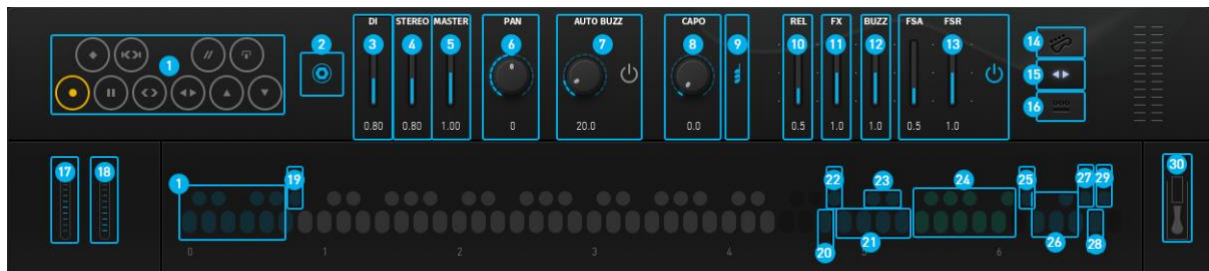 DI STEREO MASTER PAN AUTO BUZZ CAPO REL FX BUZZ FSA FSR
1 2 3 4 5 6 7 8 9 10 11 12 13 14
15
16
0.80 0.80 1.00 0 20.0 0.0 0.5 1.0 1.0 0.5 1.0
17 18 1 19 22 23 24 25 27 29 30
20 21 26 28
0 1 2 3 4 5 6